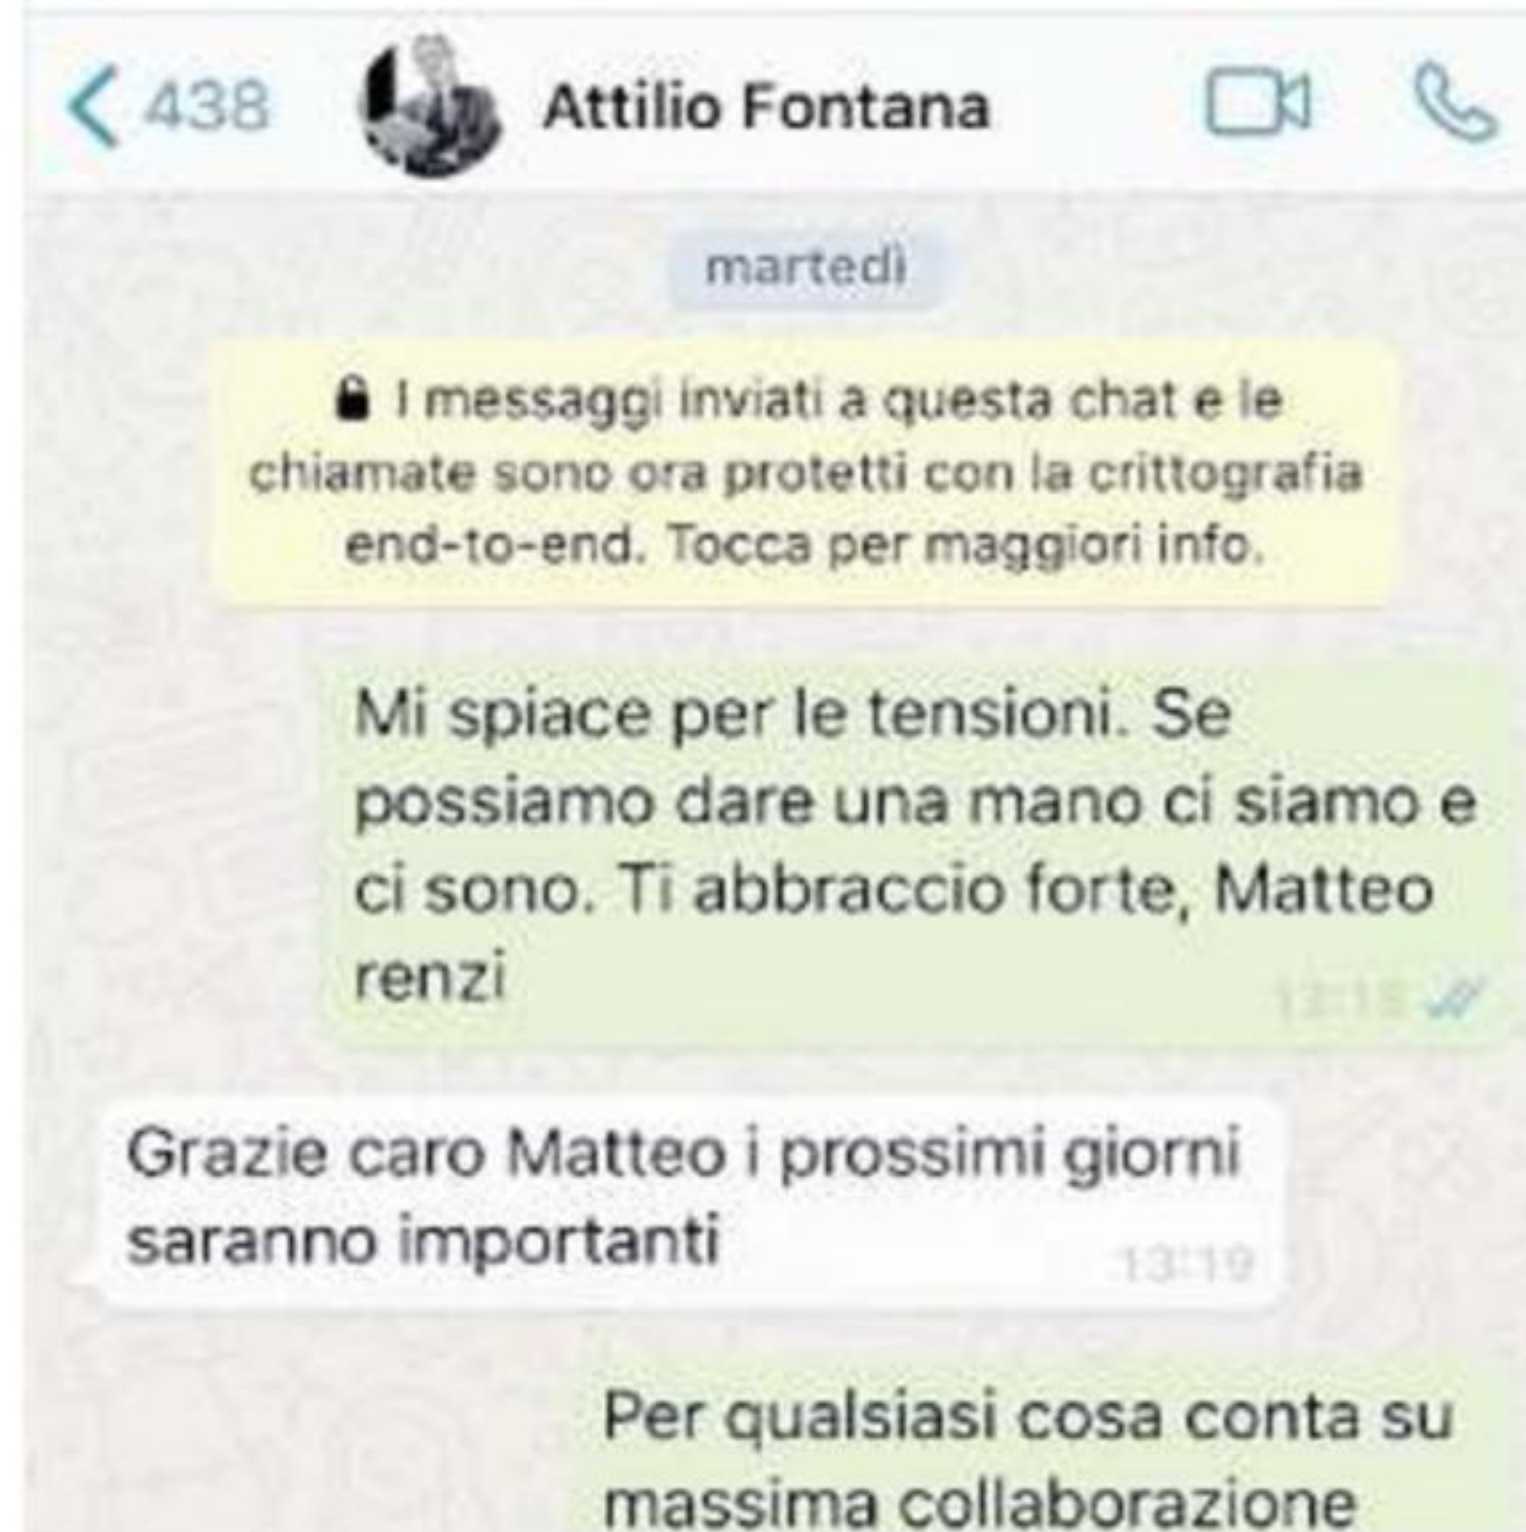 438 Attilio Fontana
martedì
I messaggi inviati a questa chat e le
chiamate sono ora protetti con la crittografia
end-to-end. Tocca per maggiori info.
Mi spiace per le tensioni. Se
possiamo dare una mano ci siamo e
ci sono. Ti abbraccio forte, Matteo
renzi
Grazie caro Matteo i prossimi giorni
saranno importanti
13:19
Per qualsiasi cosa conta su
massima collaborazione